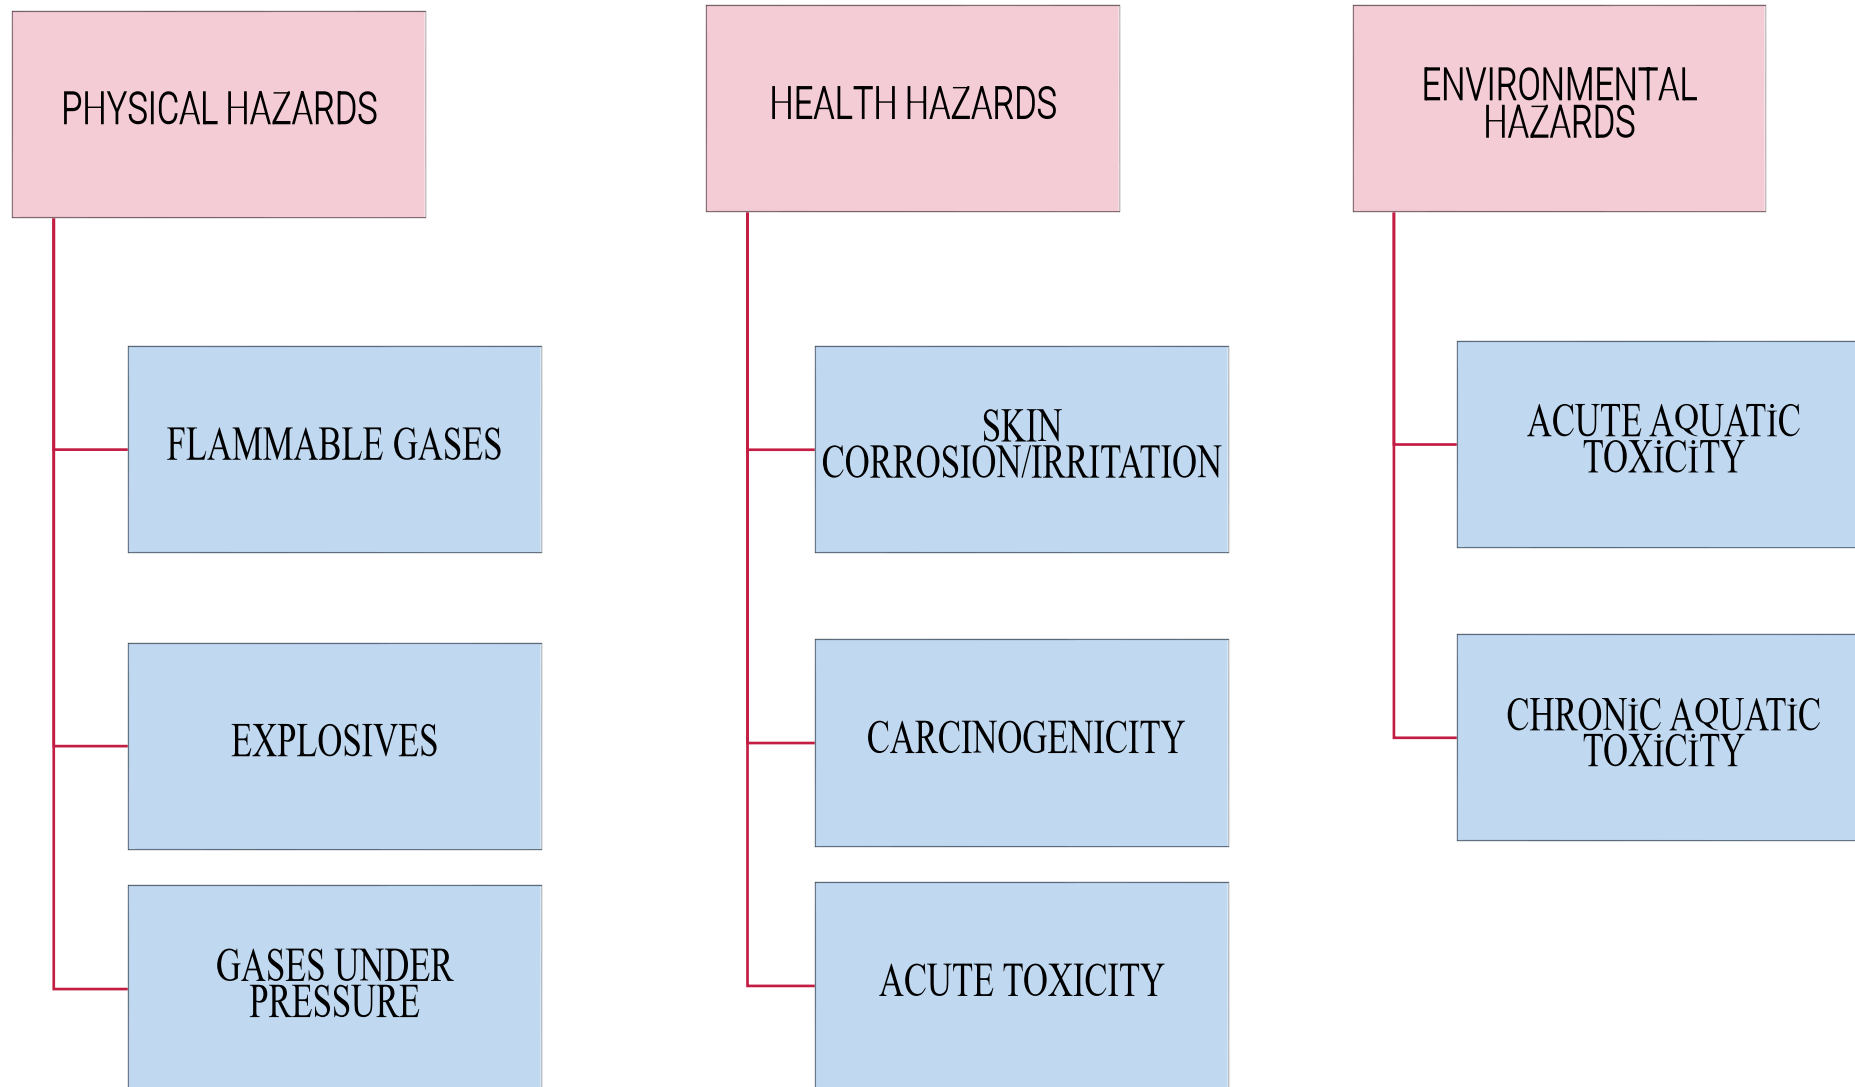 PHYSICAL HAZARDS
FLAMMABLE GASES
EXPLOSIVES
GASES UNDER
PRESSURE
HEALTH HAZARDS
SKIN
CORROSION/IRRITATION
CARCINOGENICITY
ACUTE TOXICITY
ENVIRONMENTAL
HAZARDS
ACUTE AQUATiC
TOXiCiTY
CHRONiC AQUATiC
TOXiCiTY